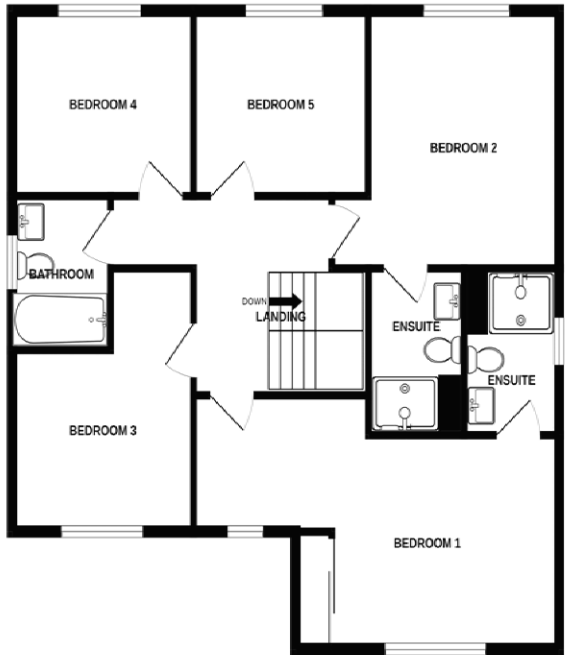 BEDROOM 4
BEDROOM 5
BEDROOM 2
BATHROOM
DOWN
LANDING
ENSUITE
ENSUITE
BEDROOM 3
BEDROOM 1